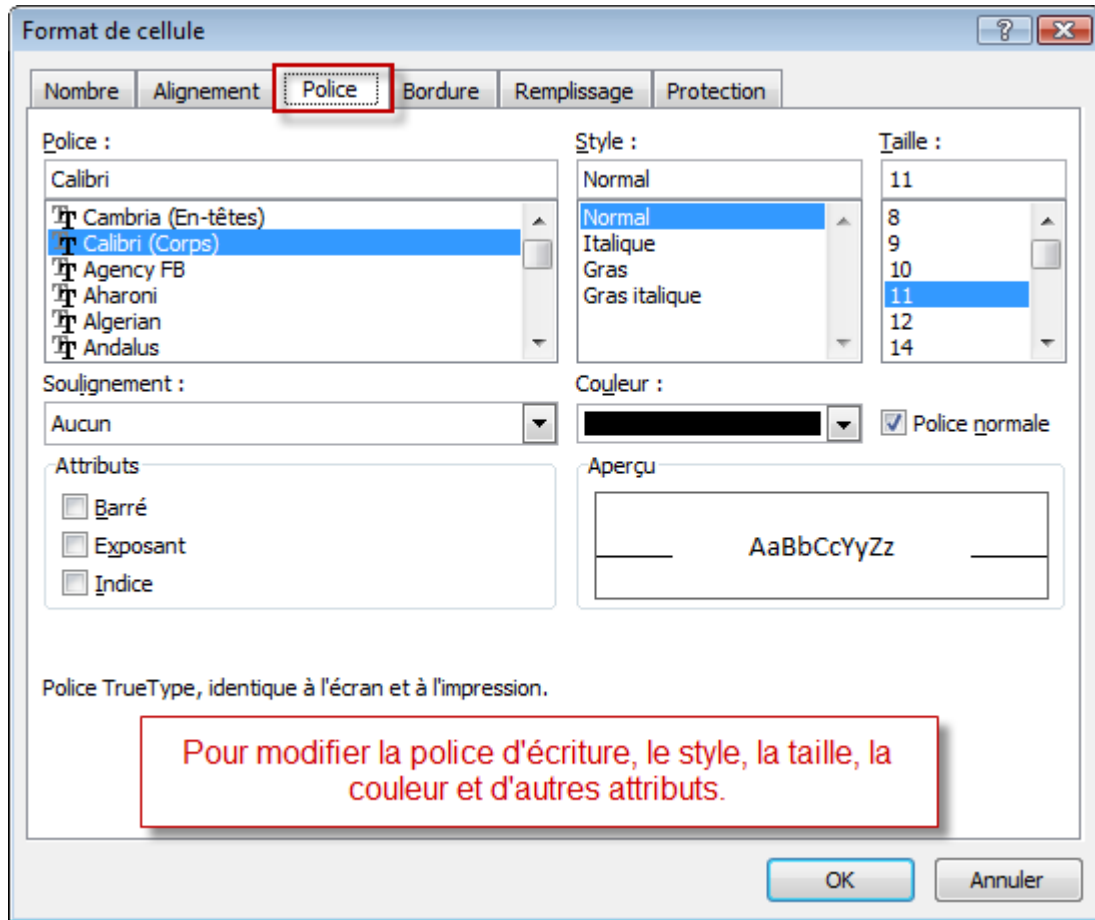 Format de cellule
Nombre Alignement Police Bordure Remplissage Protection
Police : Style : Taille :
Calibri Normal 11
Cambria (En-têtes) Normal 8
Calibri (Corps) Italique 9
Agency FB Gras 10
Aharoni Gras italique 11
Algerian 12
Andalus 14
Soulignement : Couleur :
Aucun Police normale
Attributs Aperçu
Barré
Exposant AaBbCcYyZz
Indice
Police TrueType, identique à l'écran et à l'impression.
Pour modifier la police d'écriture, le style, la taille, la
couleur et d'autres attributs.
OK Annuler